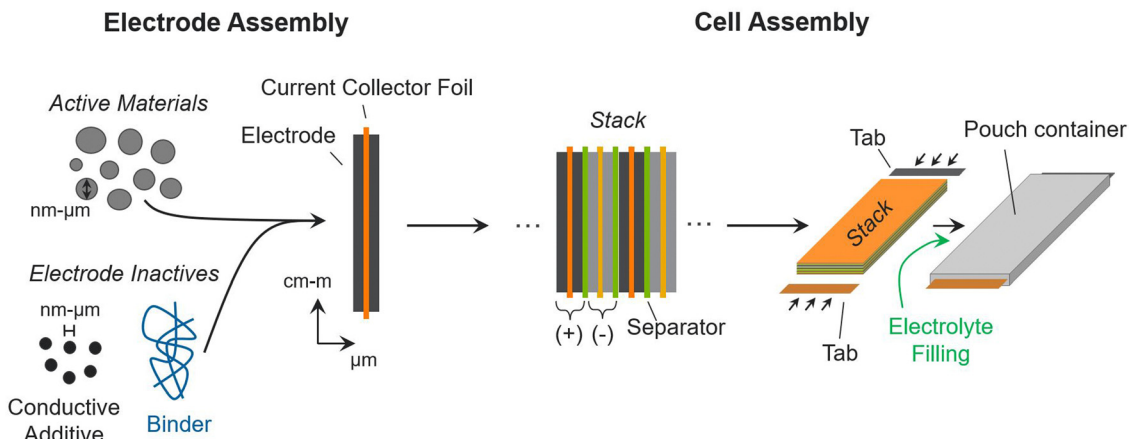 Electrode Assembly
Cell Assembly
Active Materials
nm-μm
Electrode Inactives
nm-μm
Conductive
Additive
Binder
Current Collector Foil
Electrode
cm-m
μm
Stack
...
...
(+)
(-)
Separator
Tab
Stack
Tab
Pouch container
Electrolyte
Filling